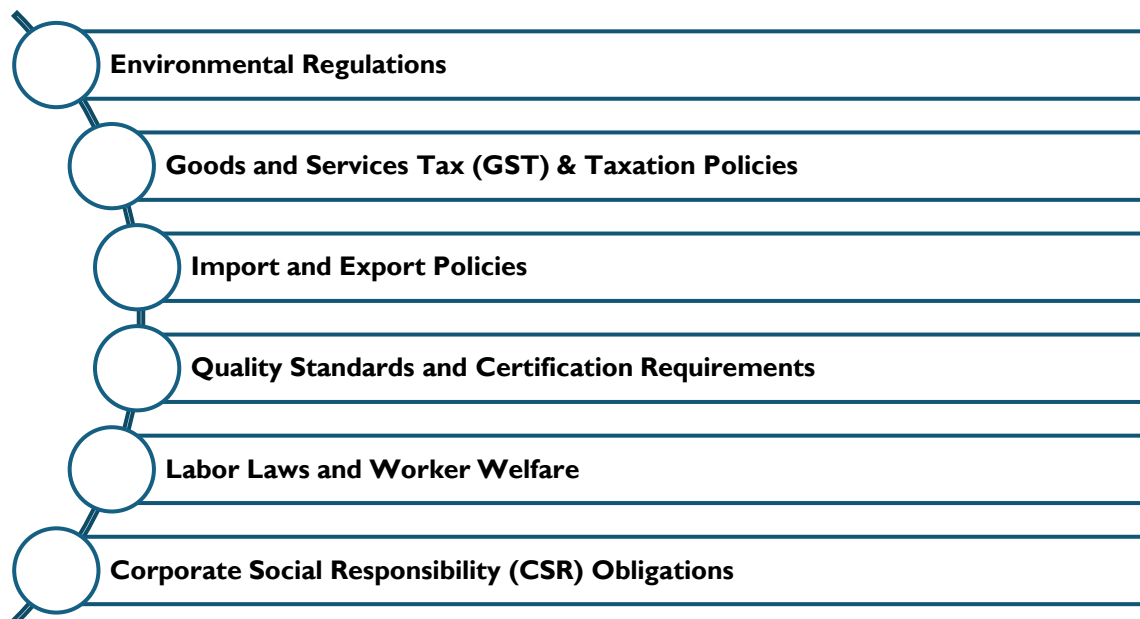 Environmental Regulations
Goods and Services Tax (GST) & Taxation Policies
Import and Export Policies
Quality Standards and Certification Requirements
Labor Laws and Worker Welfare
Corporate Social Responsibility (CSR) Obligations